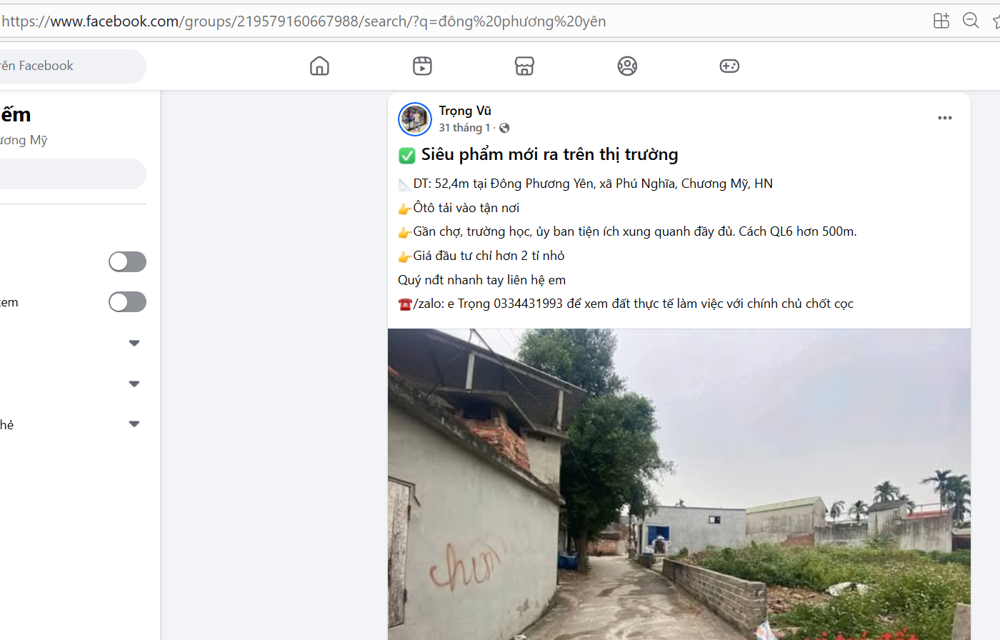 https://www.facebook.com/groups/219579160667988/search/?q=đông%20phương%20yên
rên Facebook
ếm
ương Mỹ
tem
hẻ
Trọng Vũ
31 tháng 1 ·
✅ Siêu phẩm mới ra trên thị trường
📐DT: 52,4m tại Đông Phương Yên, xã Phú Nghĩa, Chương Mỹ, HN
👉Ôtô tải vào tận nơi
👉Gần chợ, trường học, ủy ban tiện ích xung quanh đầy đủ. Cách QL6 hơn 500m.
👉Giá đầu tư chỉ hơn 2 tỉ nhỏ
Quý nđt nhanh tay liên hệ em
☎️/zalo: e Trọng 0334431993 để xem đất thực tế làm việc với chính chủ chốt cọc